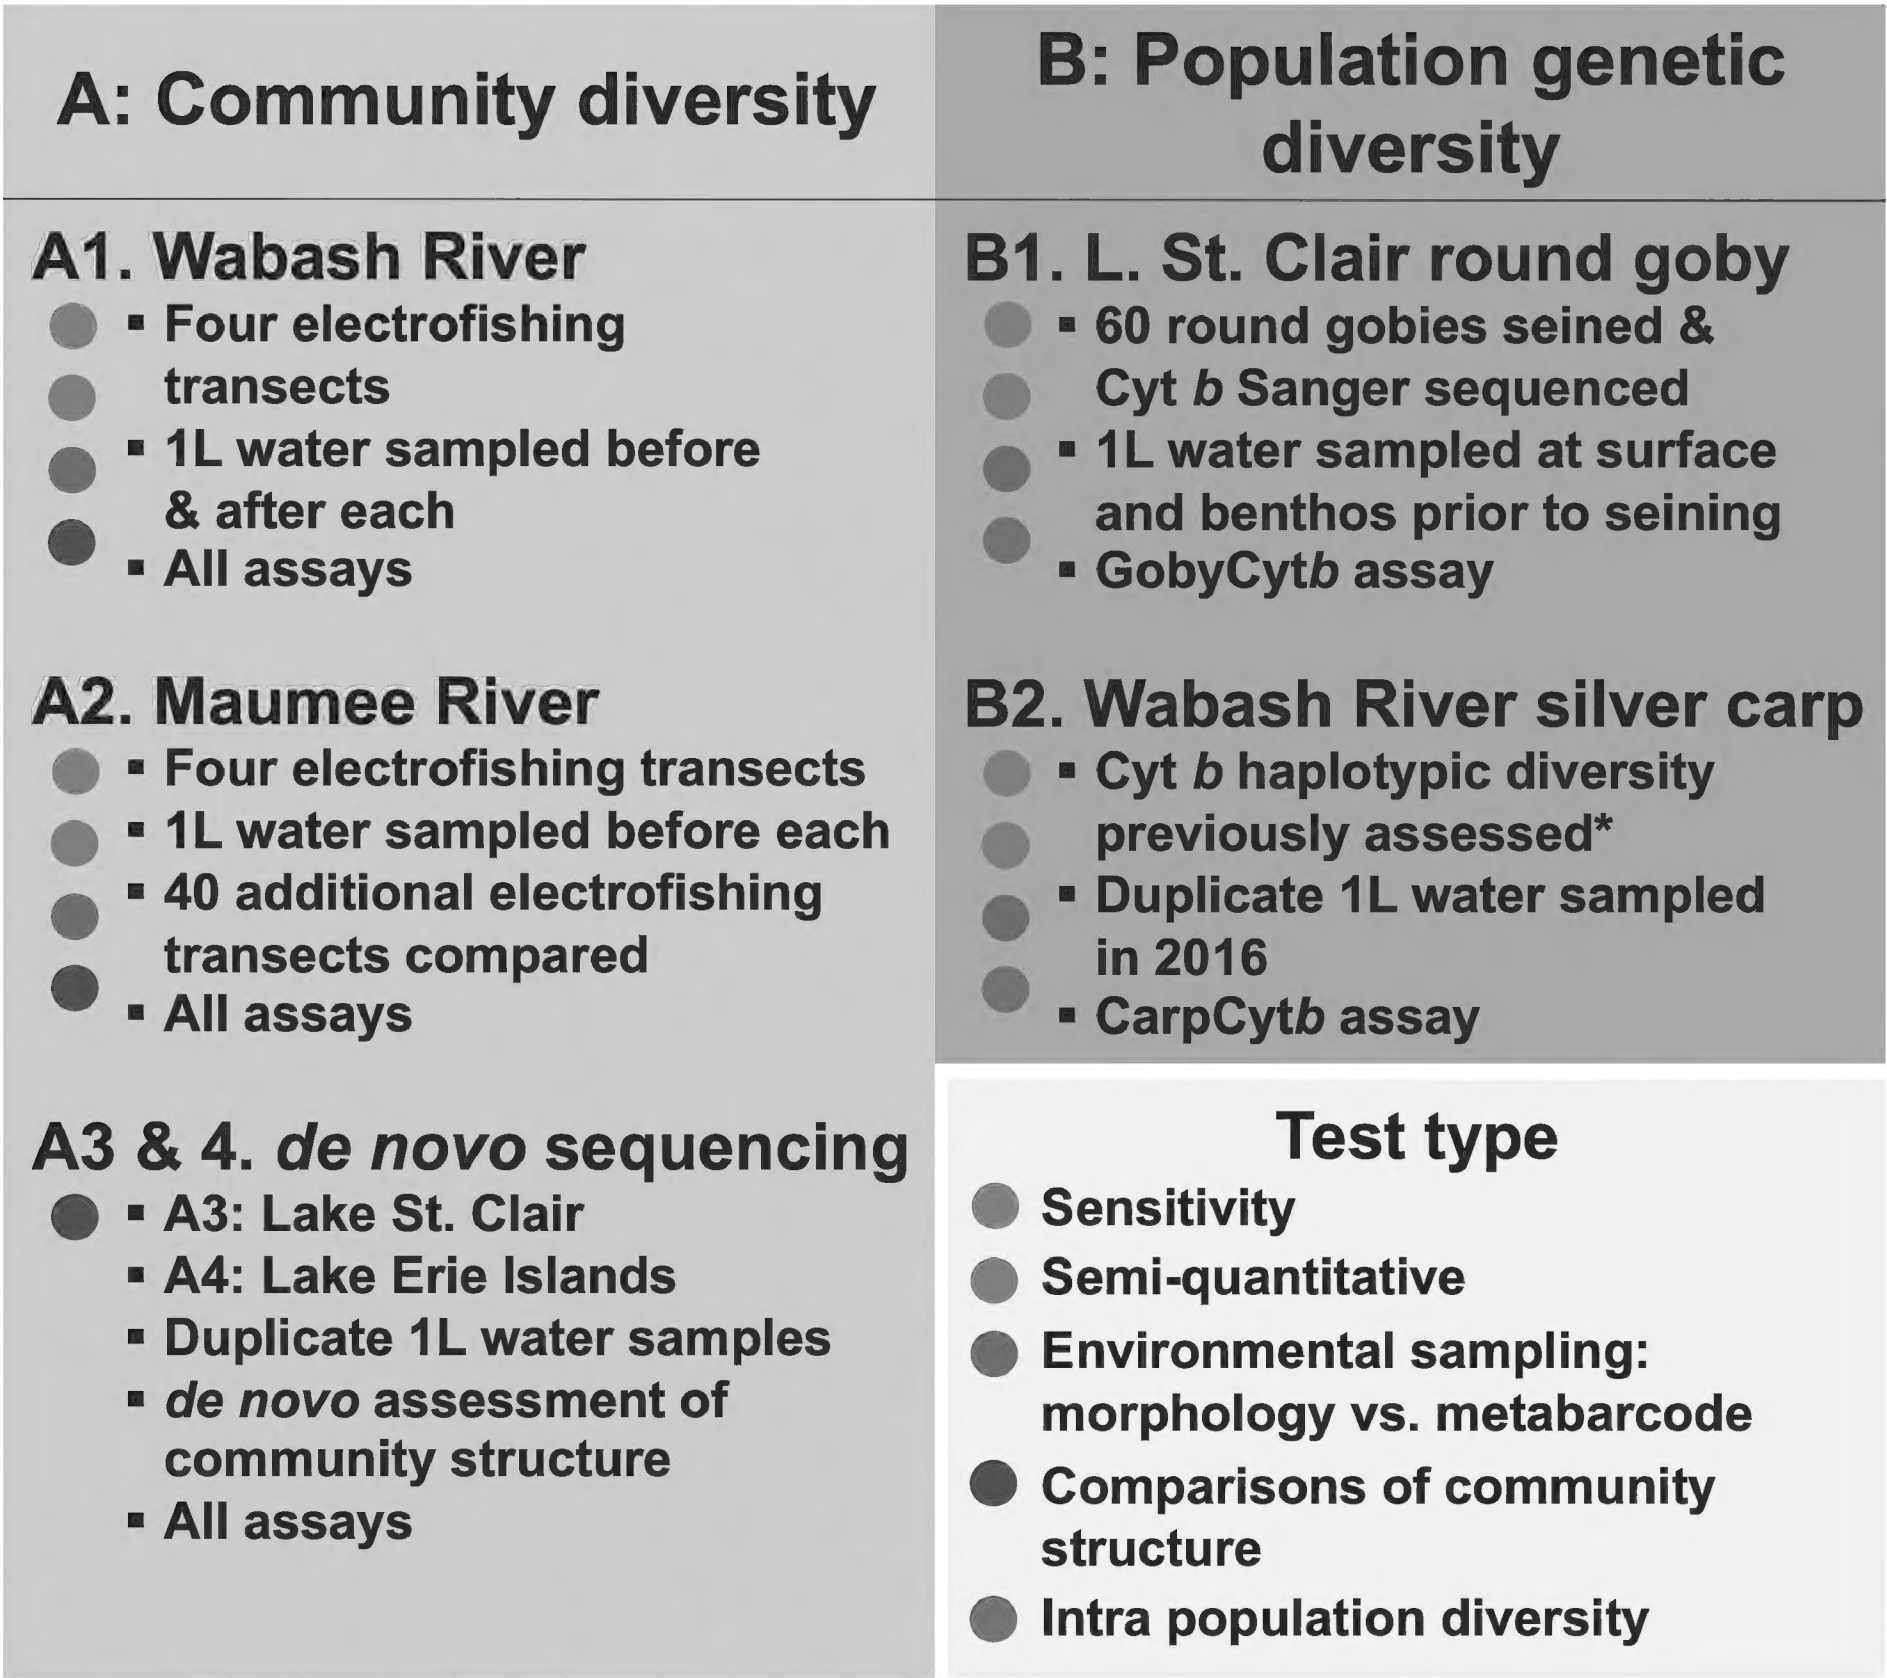 A: Community diversity
A1. Wabash River
▪ Four electrofishing
transects
▪ 1L water sampled before
& after each
▪ All assays
A2. Maumee River
▪ Four electrofishing transects
▪ 1L water sampled before each
▪ 40 additional electrofishing
transects compared
▪ All assays
A3 & 4. de novo sequencing
▪ A3: Lake St. Clair
▪ A4: Lake Erie Islands
▪ Duplicate 1L water samples
▪ de novo assessment of
community structure
▪ All assays
B: Population genetic
diversity
B1. L. St. Clair round goby
▪ 60 round gobies seined &
Cyt b Sanger sequenced
▪ 1L water sampled at surface
and benthos prior to seining
▪ GobyCytb assay
B2. Wabash River silver carp
▪ Cyt b haplotypic diversity
previously assessed*
▪ Duplicate 1L water sampled
in 2016
▪ CarpCytb assay
Test type
Sensitivity
Semi-quantitative
Environmental sampling:
morphology vs. metabarcode
Comparisons of community
structure
Intra population diversity